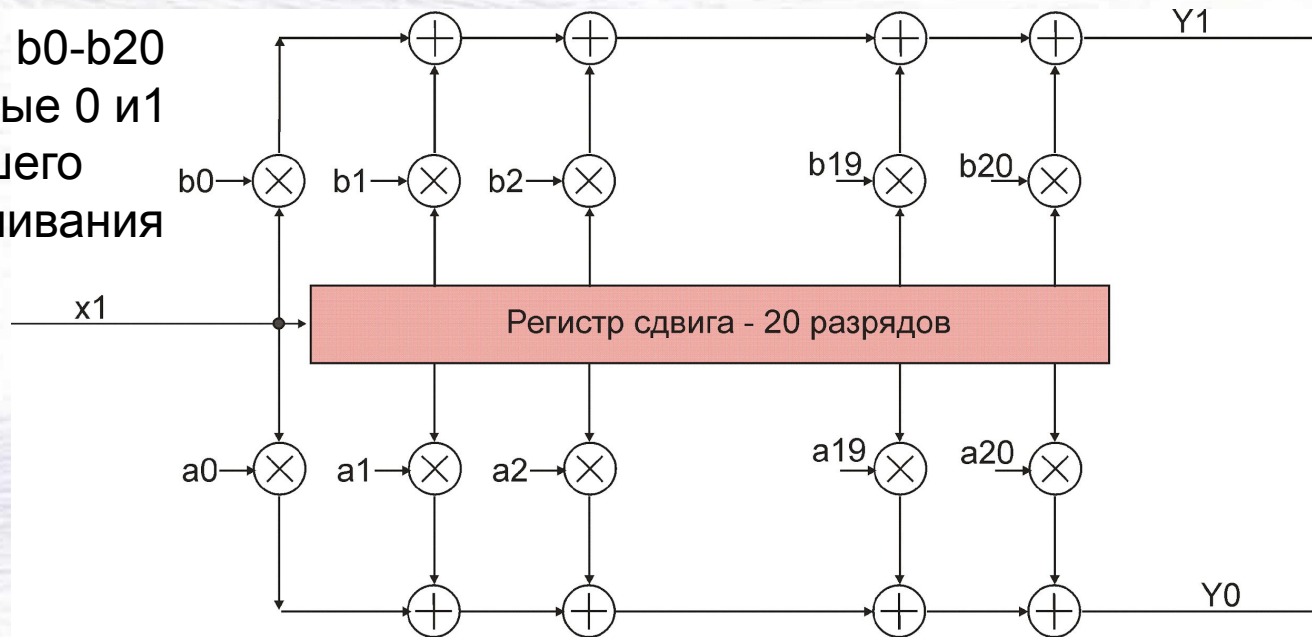 b0-b20
ые 0 и1
шего
ивания
Y1
b0
b1
b2
b19
b20
x1
Регистр сдвига - 20 разрядов
a0
a1
a2
a19
a20
Y0